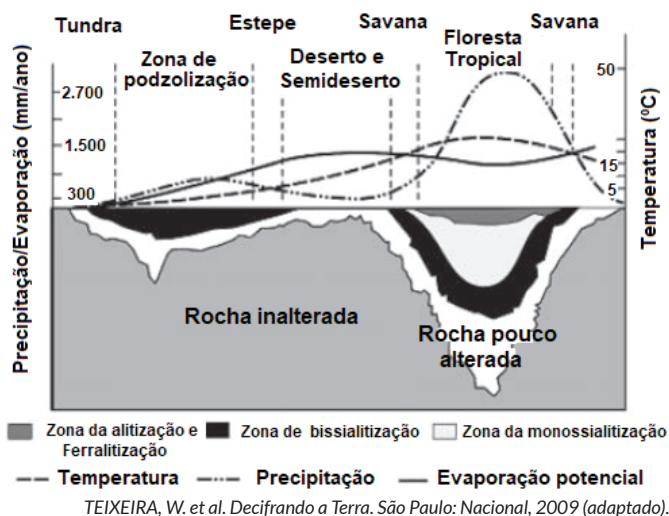 Tundra
Estepe
Savana
Floresta
Tropical
Savana
Zona de
podzolização
Deserto e
Semideserto
Precipitação/Evaporação (mm/ano)
2.700
1.500
300
50
15
5
Temperatura (ºC)
Rocha inalterada
Rocha pouco
alterada
Zona da alitização e
Ferralitização
Zona de bissialitização
Zona da monossialitização
Temperatura
Precipitação
Evaporação potencial
TEIXEIRA, W. et al. Decifrando a Terra. São Paulo: Nacional, 2009 (adaptado).